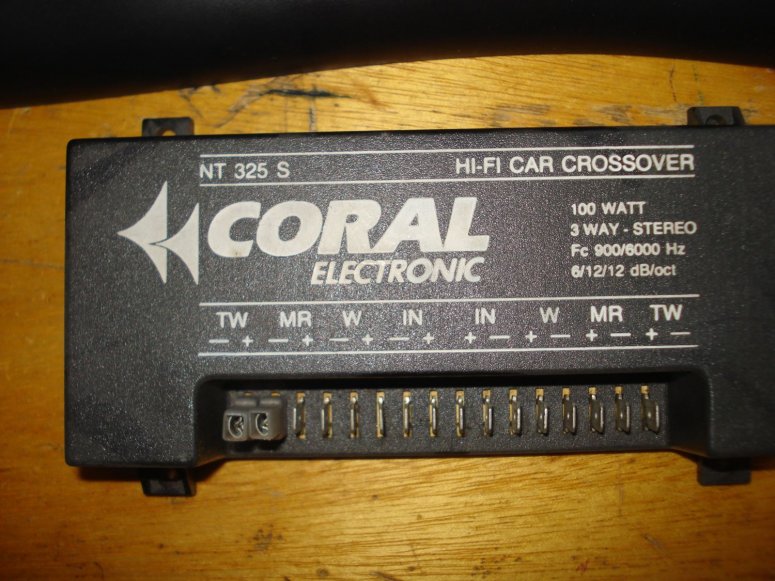 NT 325 S HI-FI CAR CROSSOVER
CORAL
ELECTRONIC
100 WATT
3 WAY - STEREO
Fc 900/6000 Hz
6/12/12 dB/oct
TW MR W IN IN W MR TW
− + − + − + − + + − + − + − + −